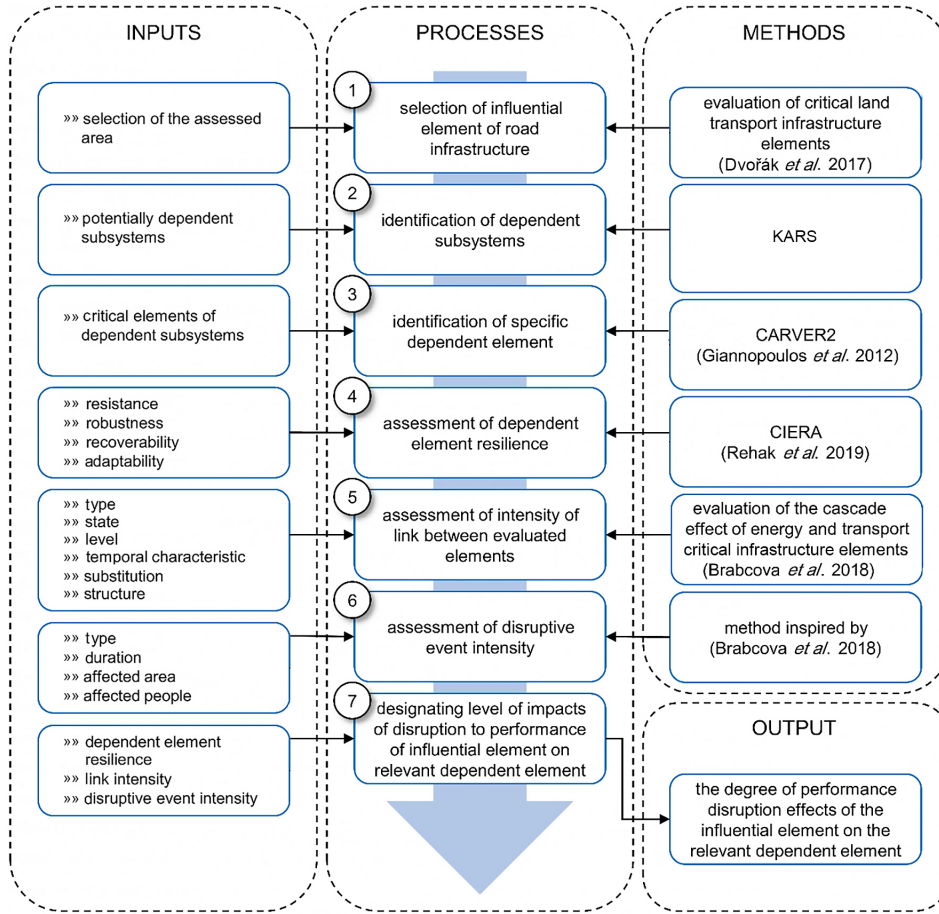 INPUTS
»» selection of the assessed
area
»» potentially dependent
subsystems
»» critical elements of
dependent subsystems
»» resistance
»» robustness
»» recoverability
»» adaptability
»» type
»» state
»» level
»» temporal characteristic
»» substitution
»» structure
»» type
»» duration
»» affected area
»» affected people
»» dependent element
resilience
»» link intensity
»» disruptive event intensity
PROCESSES
1
selection of influential
element of road
infrastructure
2
identification of dependent
subsystems
3
identification of specific
dependent element
4
assessment of dependent
element resilience
5
assessment of intensity of
link between evaluated
elements
6
assessment of disruptive
event intensity
7
designating level of impacts
of disruption to performance
of influential element on
relevant dependent element
METHODS
evaluation of critical land
transport infrastructure
elements
(Dvořák et al. 2017)
KARS
CARVER2
(Giannopoulos et al. 2012)
CIERA
(Rehak et al. 2019)
evaluation of the cascade
effect of energy and transport
critical infrastructure elements
(Brabcova et al. 2018)
method inspired by
(Brabcova et al. 2018)
OUTPUT
the degree of performance
disruption effects of the
influential element on the
relevant dependent element